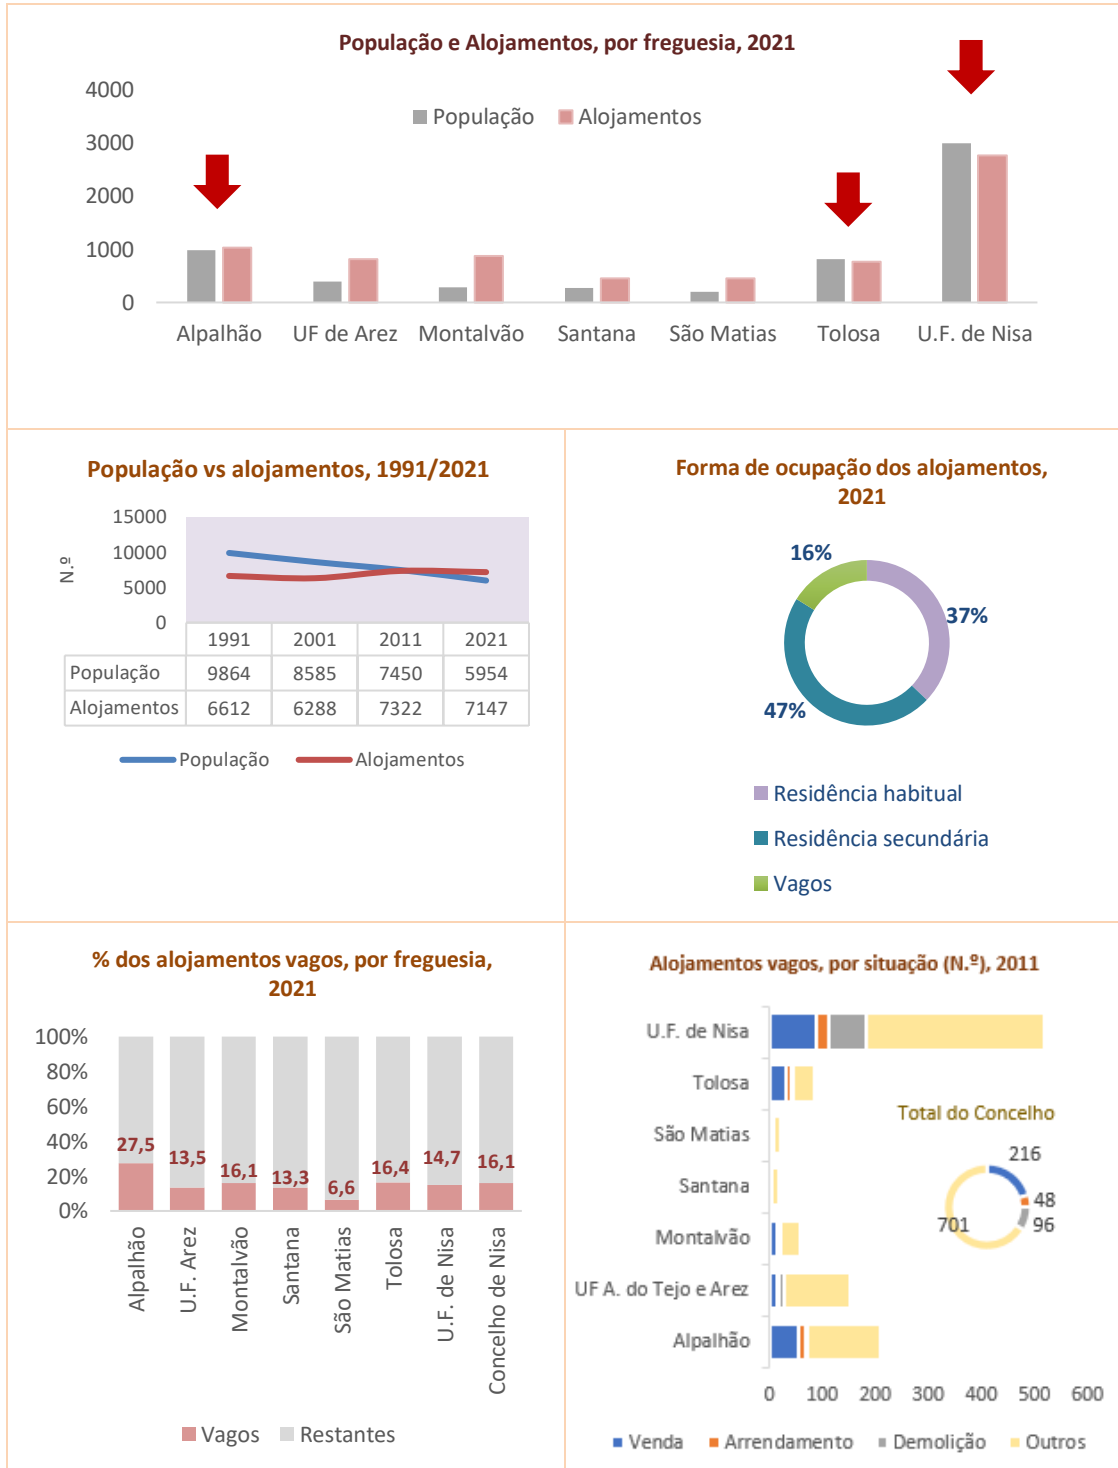 População e Alojamentos, por freguesia, 2021
4000
3000
2000
1000
0
População Alojamentos
Alpalhão UF de Arez Montalvão Santana São Matias Tolosa U.F. de Nisa
População vs alojamentos, 1991/2021
N.º
15000
10000
5000
0
1991 2001 2011 2021
População 9864 8585 7450 5954
Alojamentos 6612 6288 7322 7147
População Alojamentos
Forma de ocupação dos alojamentos,
2021
16%
37%
47%
Residência habitual
Residência secundária
Vagos
% dos alojamentos vagos, por freguesia,
2021
100%
80%
60%
40%
20%
0%
27,5 13,5 16,1 13,3 6,6 16,4 14,7 16,1
Alpalhão
U.F. Arez
Montalvão
Santana
São Matias
Tolosa
U.F. de Nisa
Concelho de Nisa
Vagos Restantes
Alojamentos vagos, por situação (N.º), 2011
U.F. de Nisa
Tolosa
São Matias
Santana
Montalvão
UF A. do Tejo e Arez
Alpalhão
Total do Concelho
216
48
96
701
0 100 200 300 400 500 600
Venda Arrendamento Demolição Outros